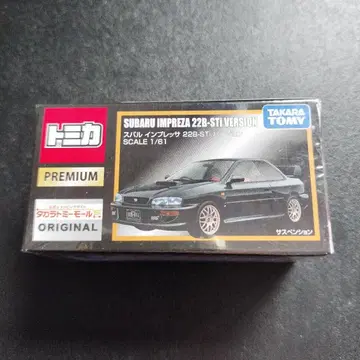 トミカ
PREMIUM
タカラトミーモール
ORIGINAL
SUBARU IMPREZA 22B-STi VERSION
スバル インプレッサ 22B-STi
SCALE 1/61
TAKARA
TOMY
サスペンション